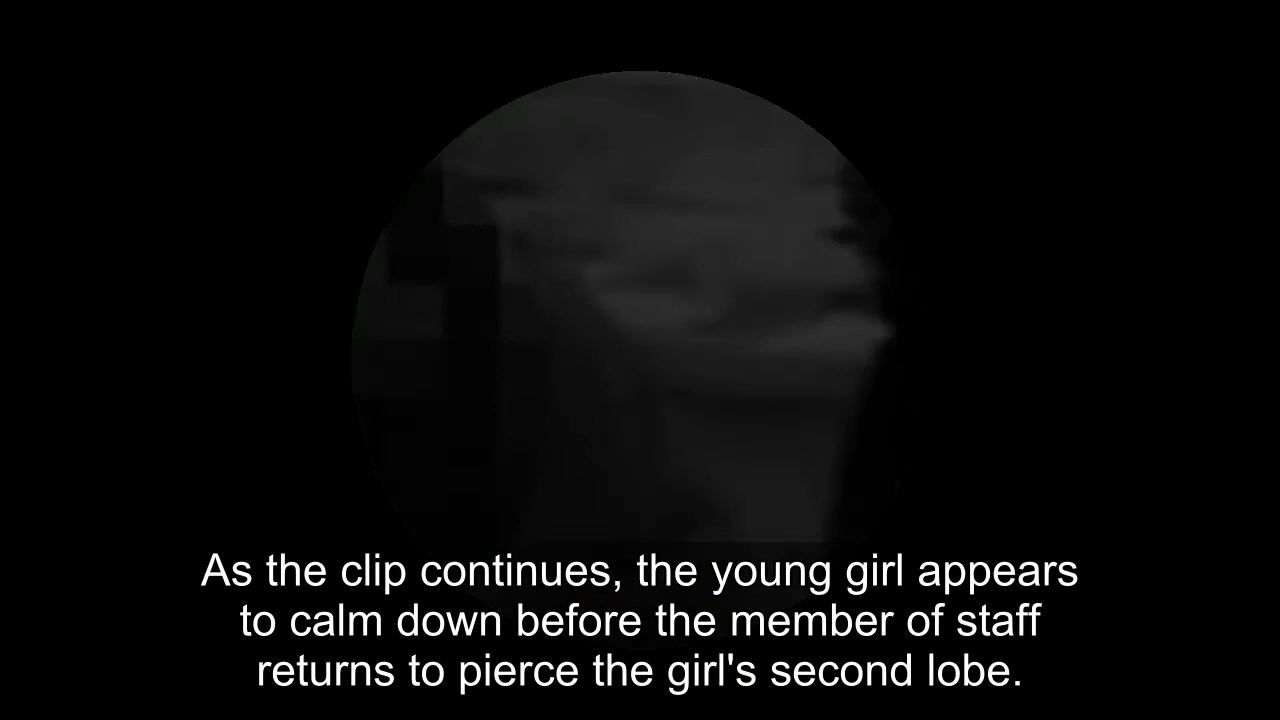 As the clip continues, the young girl appears
to calm down before the member of staff
returns to pierce the girl's second lobe.